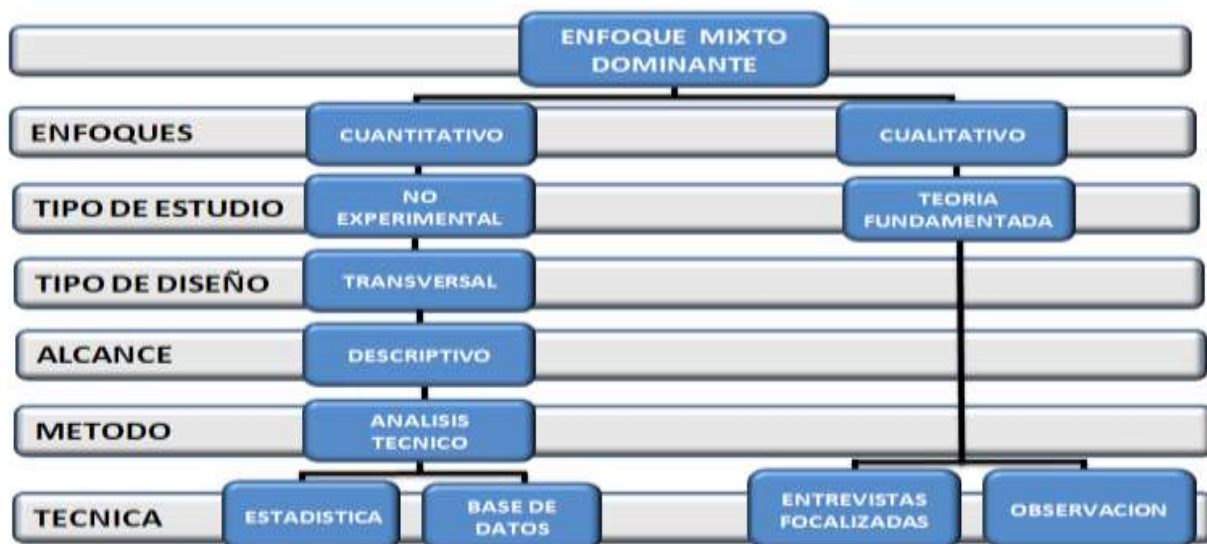 ENFOQUE MIXTO
DOMINANTE
ENFOQUES
CUANTITATIVO
CUALITATIVO
TIPO DE ESTUDIO
NO
EXPERIMENTAL
TEORIA
FUNDAMENTADA
TIPO DE DISEÑO
TRANSVERSAL
ALCANCE
DESCRIPTIVO
METODO
ANALISIS
TECNICO
TECNICA
ESTADISTICA
BASE DE
DATOS
ENTREVISTAS
FOCALIZADAS
OBSERVACION